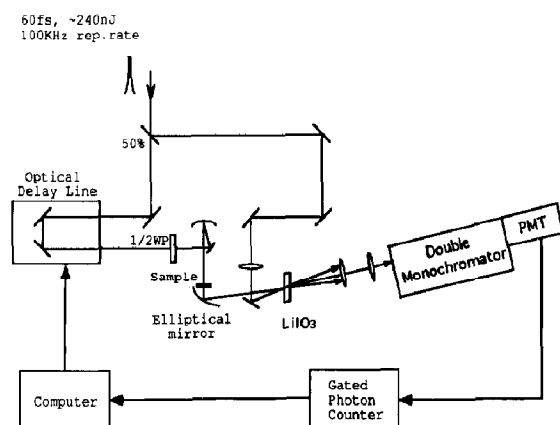 60fs, ~240nJ
100KHz rep.rate
50%
Optical
Delay Line
1/2WP
Sample
Elliptical
mirror
LiIO3
Double
Monochromator
PMT
Computer
Gated
Photon
Counter